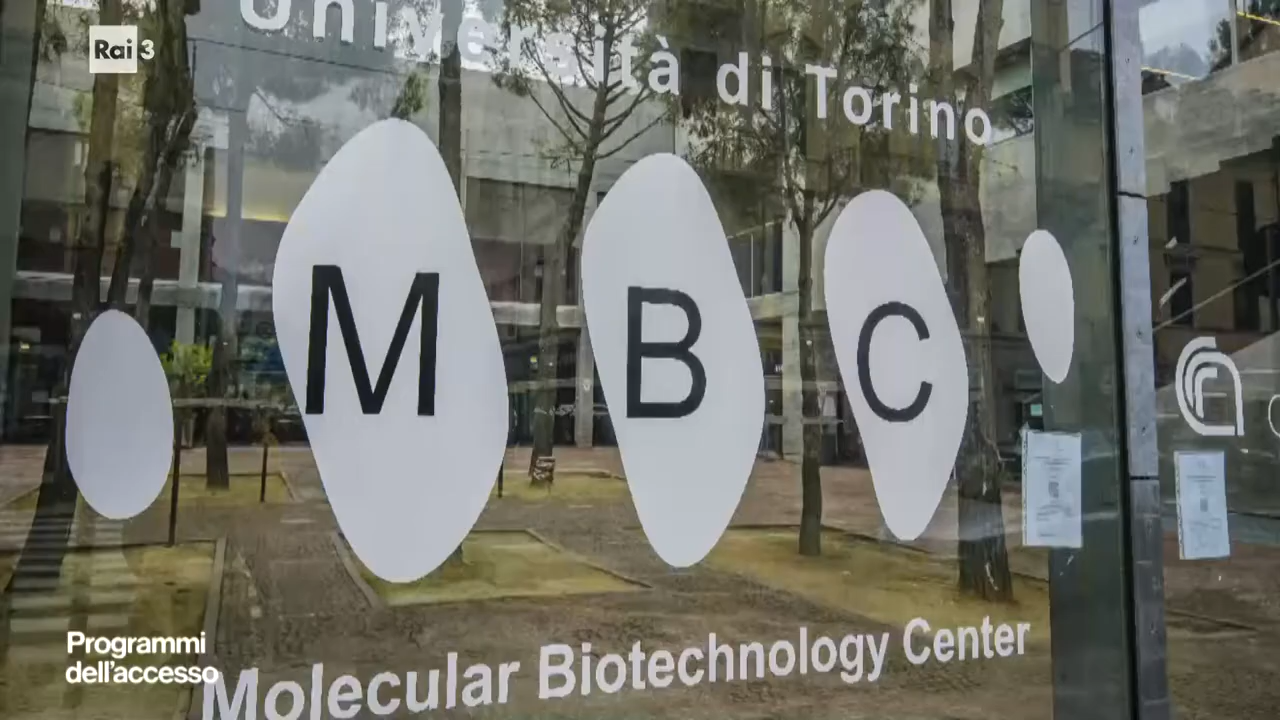 Università di Torino
Rai 3
M B C
Programmi
dell'accesso
Molecular Biotechnology Center